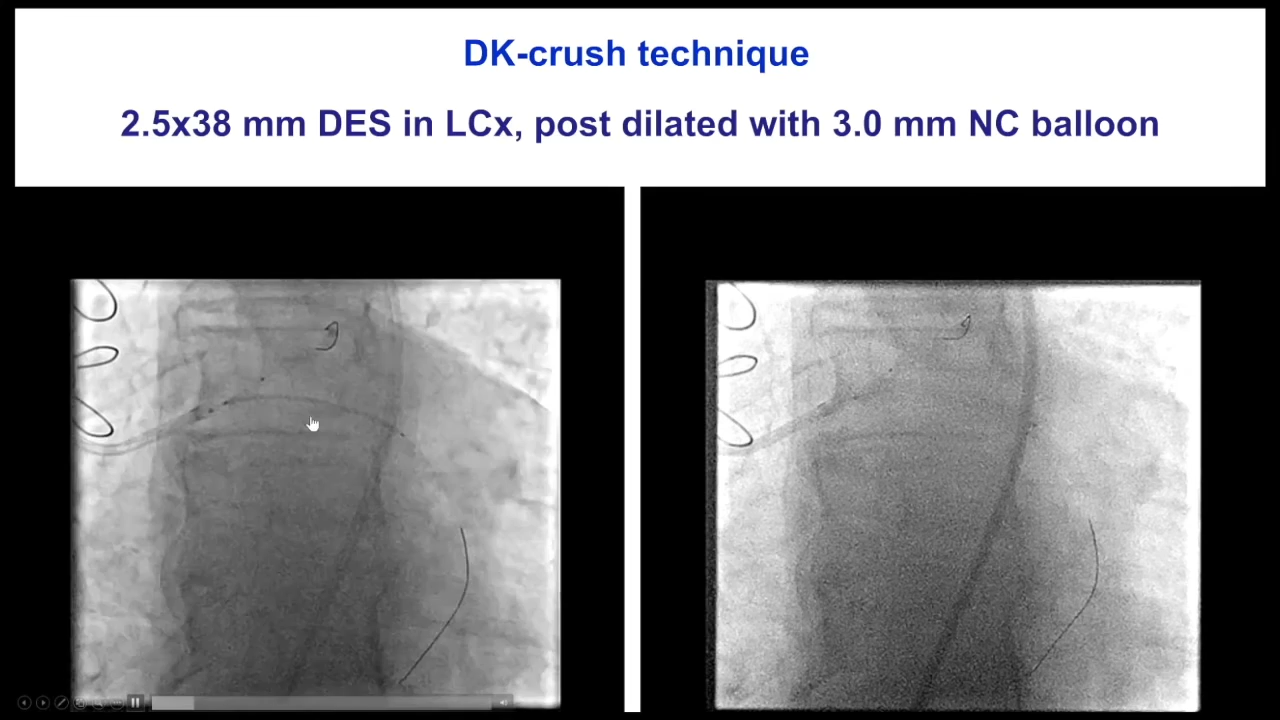 DK-crush technique
2.5x38 mm DES in LCx, post dilated with 3.0 mm NC balloon